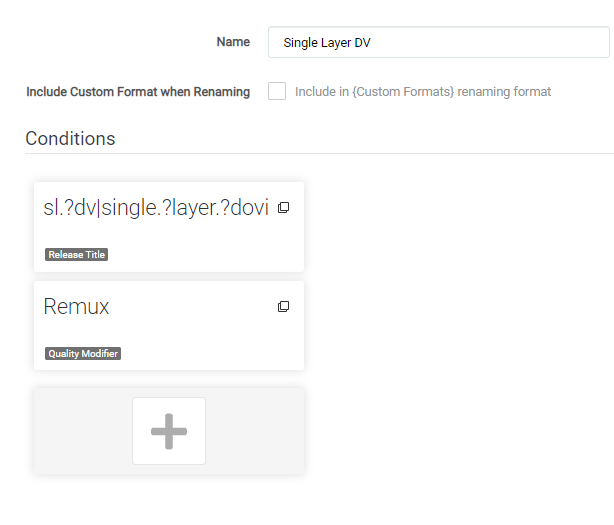 Name Single Layer DV
Include Custom Format when Renaming Include in {Custom Formats} renaming format
Conditions
sl.?dv|single.?layer.?dovi
Release Title
Remux
Quality Modifier